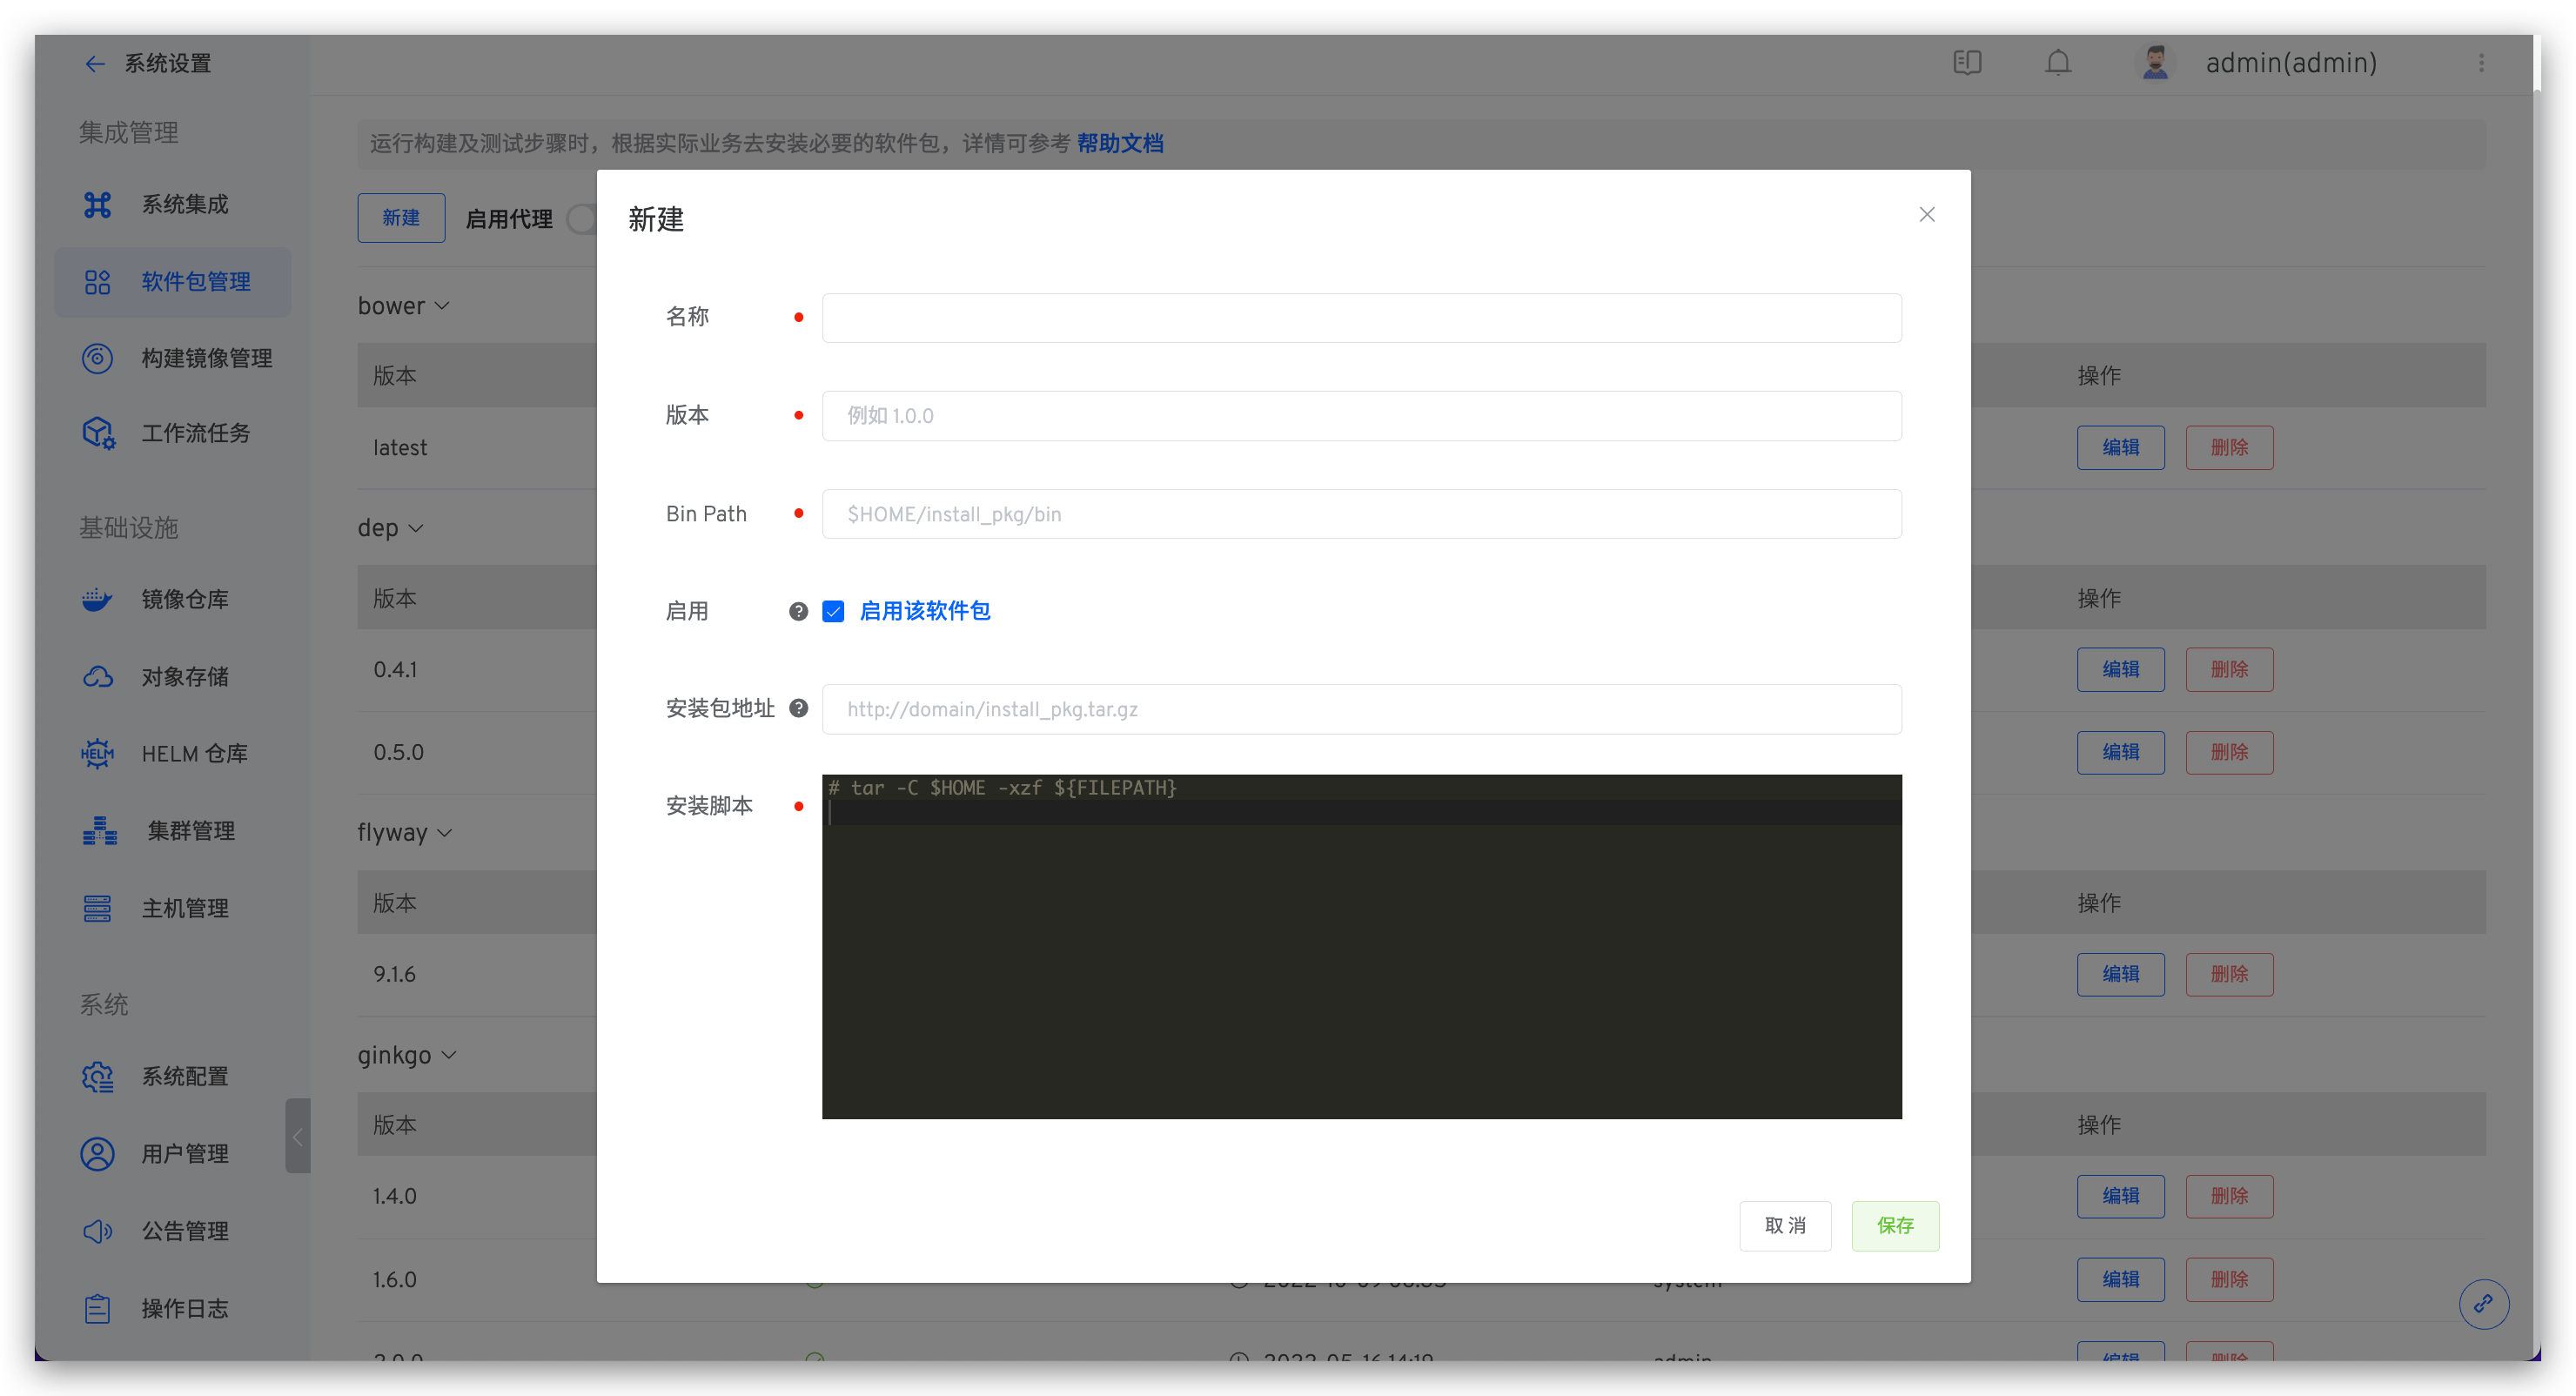 系统设置
admin(admin)
集成管理
系统集成
软件包管理
构建镜像管理
工作流任务
基础设施
镜像仓库
对象存储
HELM
HELM 仓库
集群管理
主机管理
系统
系统配置
用户管理
公告管理
操作日志
运行构建及测试步骤时，根据实际业务去安装必要的软件包，详情可参考 帮助文档
新建
启用代理
bower
版本
操作
latest
编辑
删除
dep
版本
操作
0.4.1
编辑
删除
0.5.0
编辑
删除
flyway
版本
操作
9.1.6
编辑
删除
ginkgo
版本
操作
1.4.0
编辑
删除
1.6.0
system
编辑
删除
admin
编辑
删除
新建
名称
版本
例如 1.0.0
Bin Path
$HOME/install_pkg/bin
启用
启用该软件包
安装包地址
http://domain/install_pkg.tar.gz
安装脚本
# tar -C $HOME -xzf ${FILEPATH}
取 消
保存